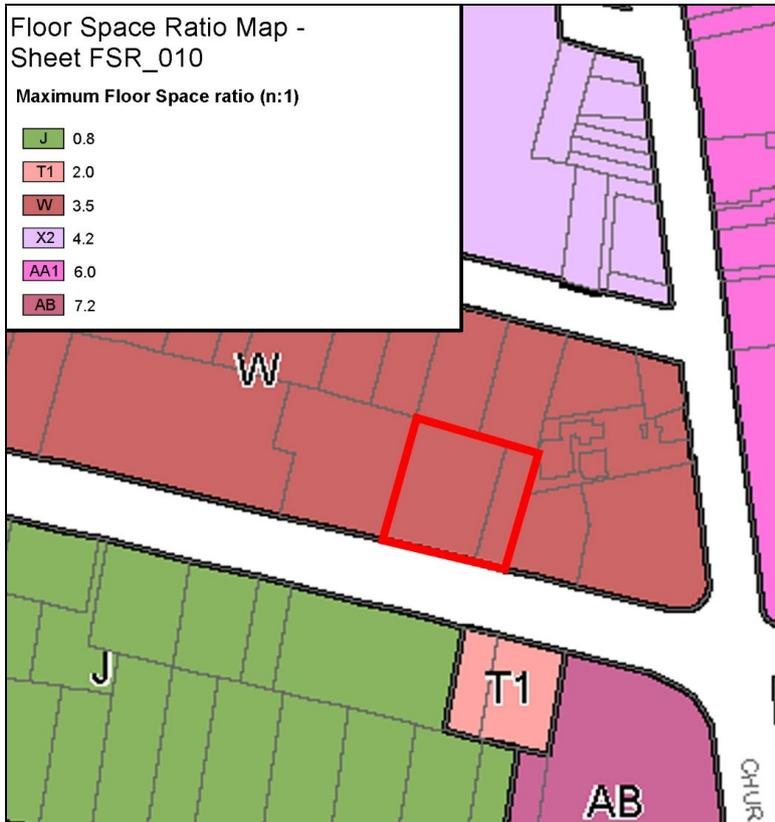 Floor Space Ratio Map -
Sheet FSR_010
Maximum Floor Space ratio (n:1)
J 0.8
T1 2.0
W 3.5
X2 4.2
AA1 6.0
AB 7.2
W
J
T1
AB
CHUR